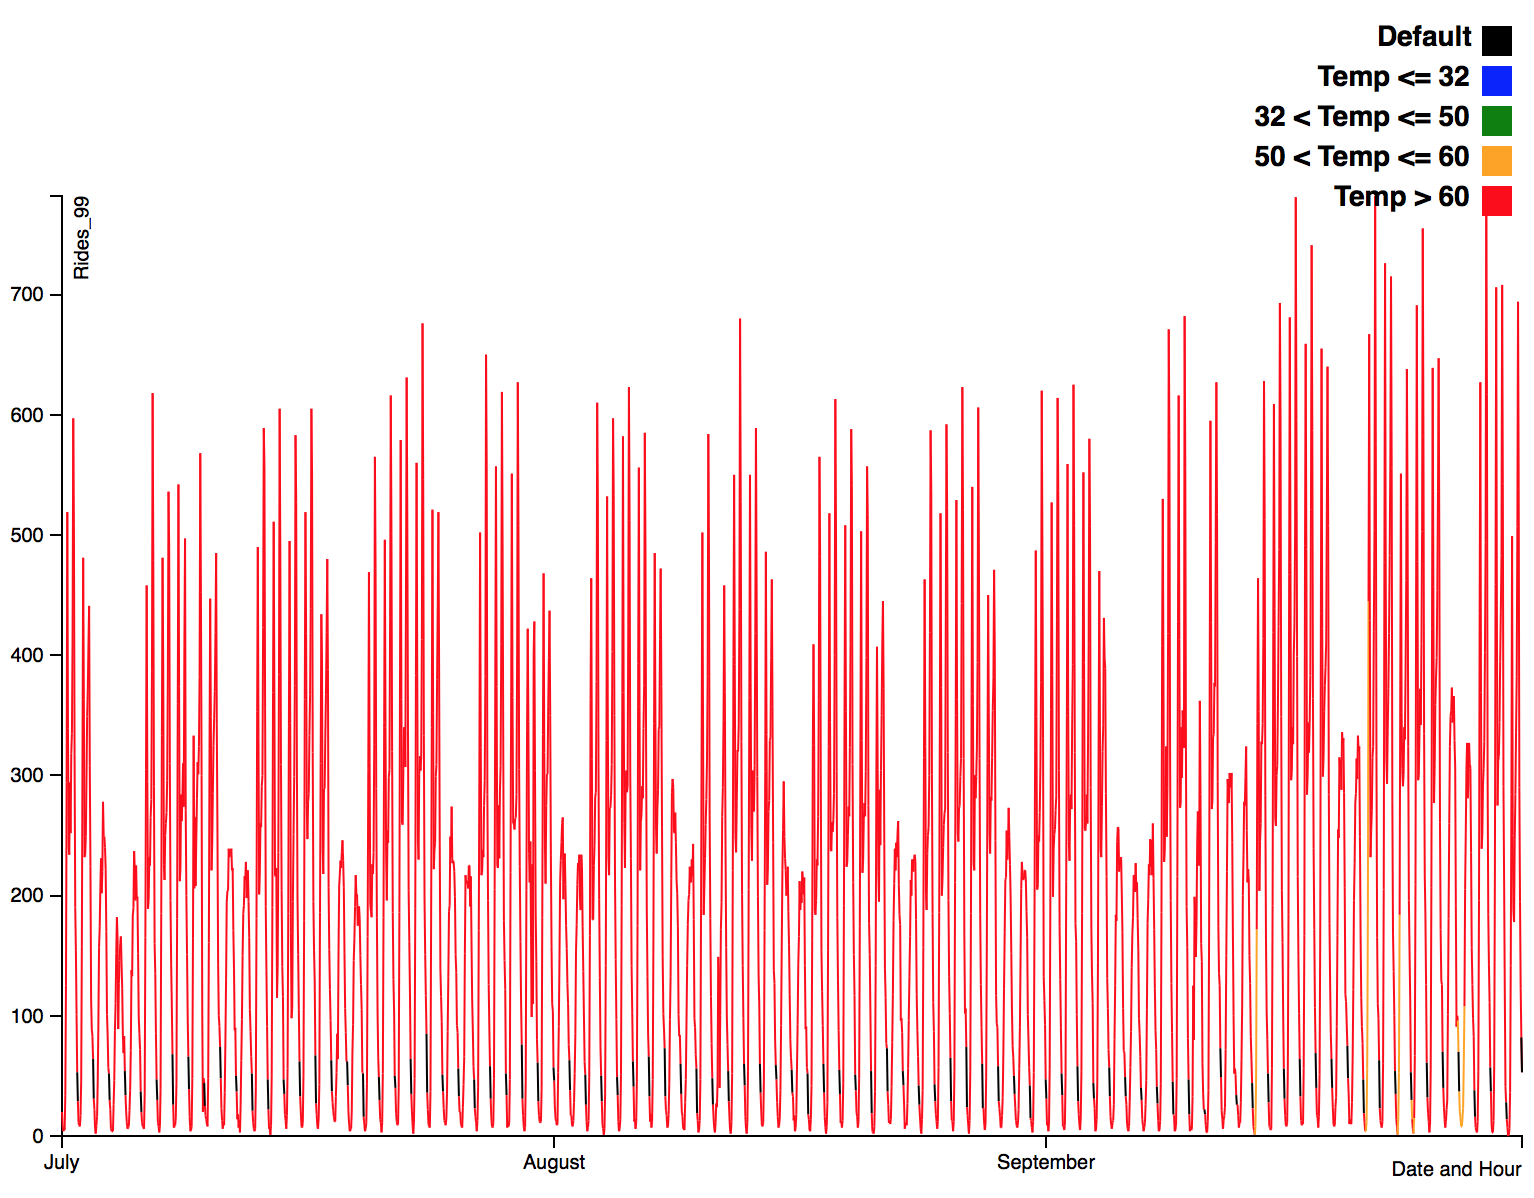 Default
Temp <= 32
32 < Temp <= 50
50 < Temp <= 60
Temp > 60
Rides_99
700
600
500
400
300
200
100
0
July
August
September
Date and Hour